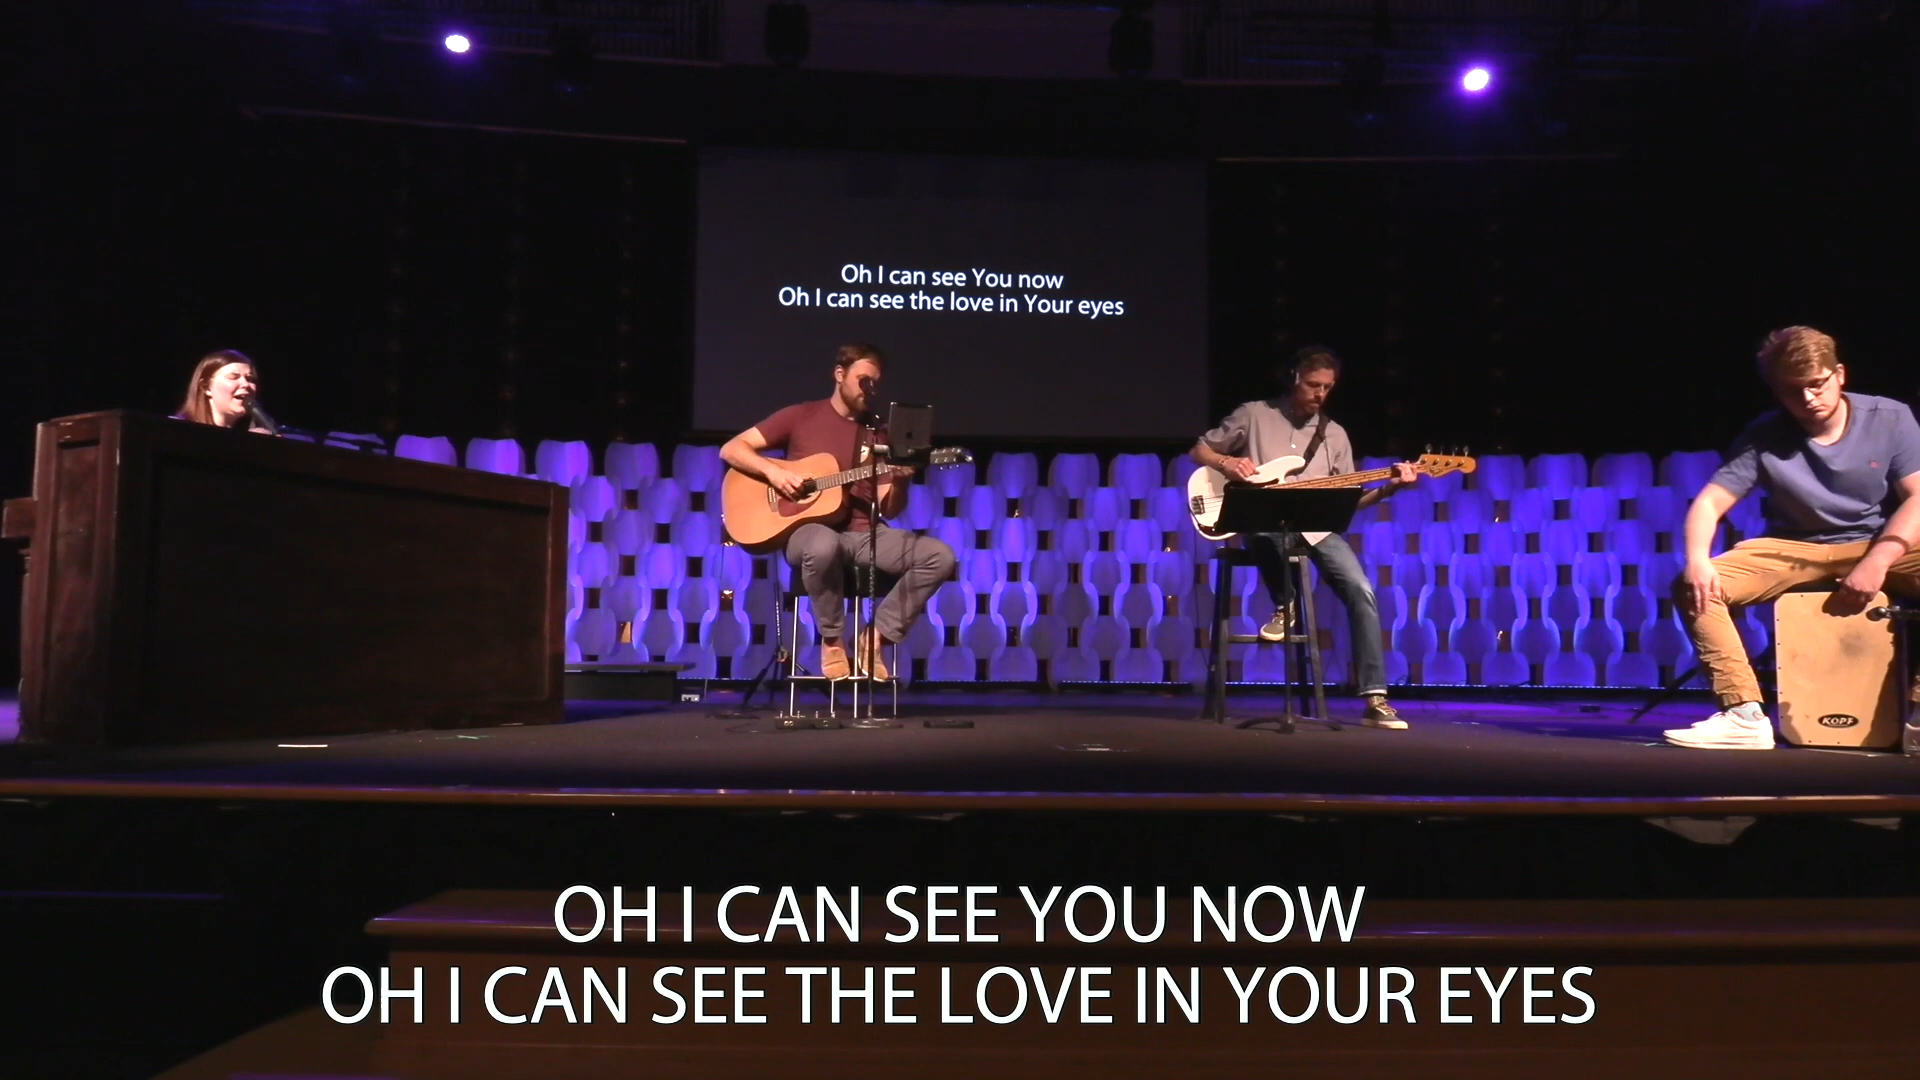 Oh I can see You now
Oh I can see the love in Your eyes
KOPF
OH I CAN SEE YOU NOW
OH I CAN SEE THE LOVE IN YOUR EYES